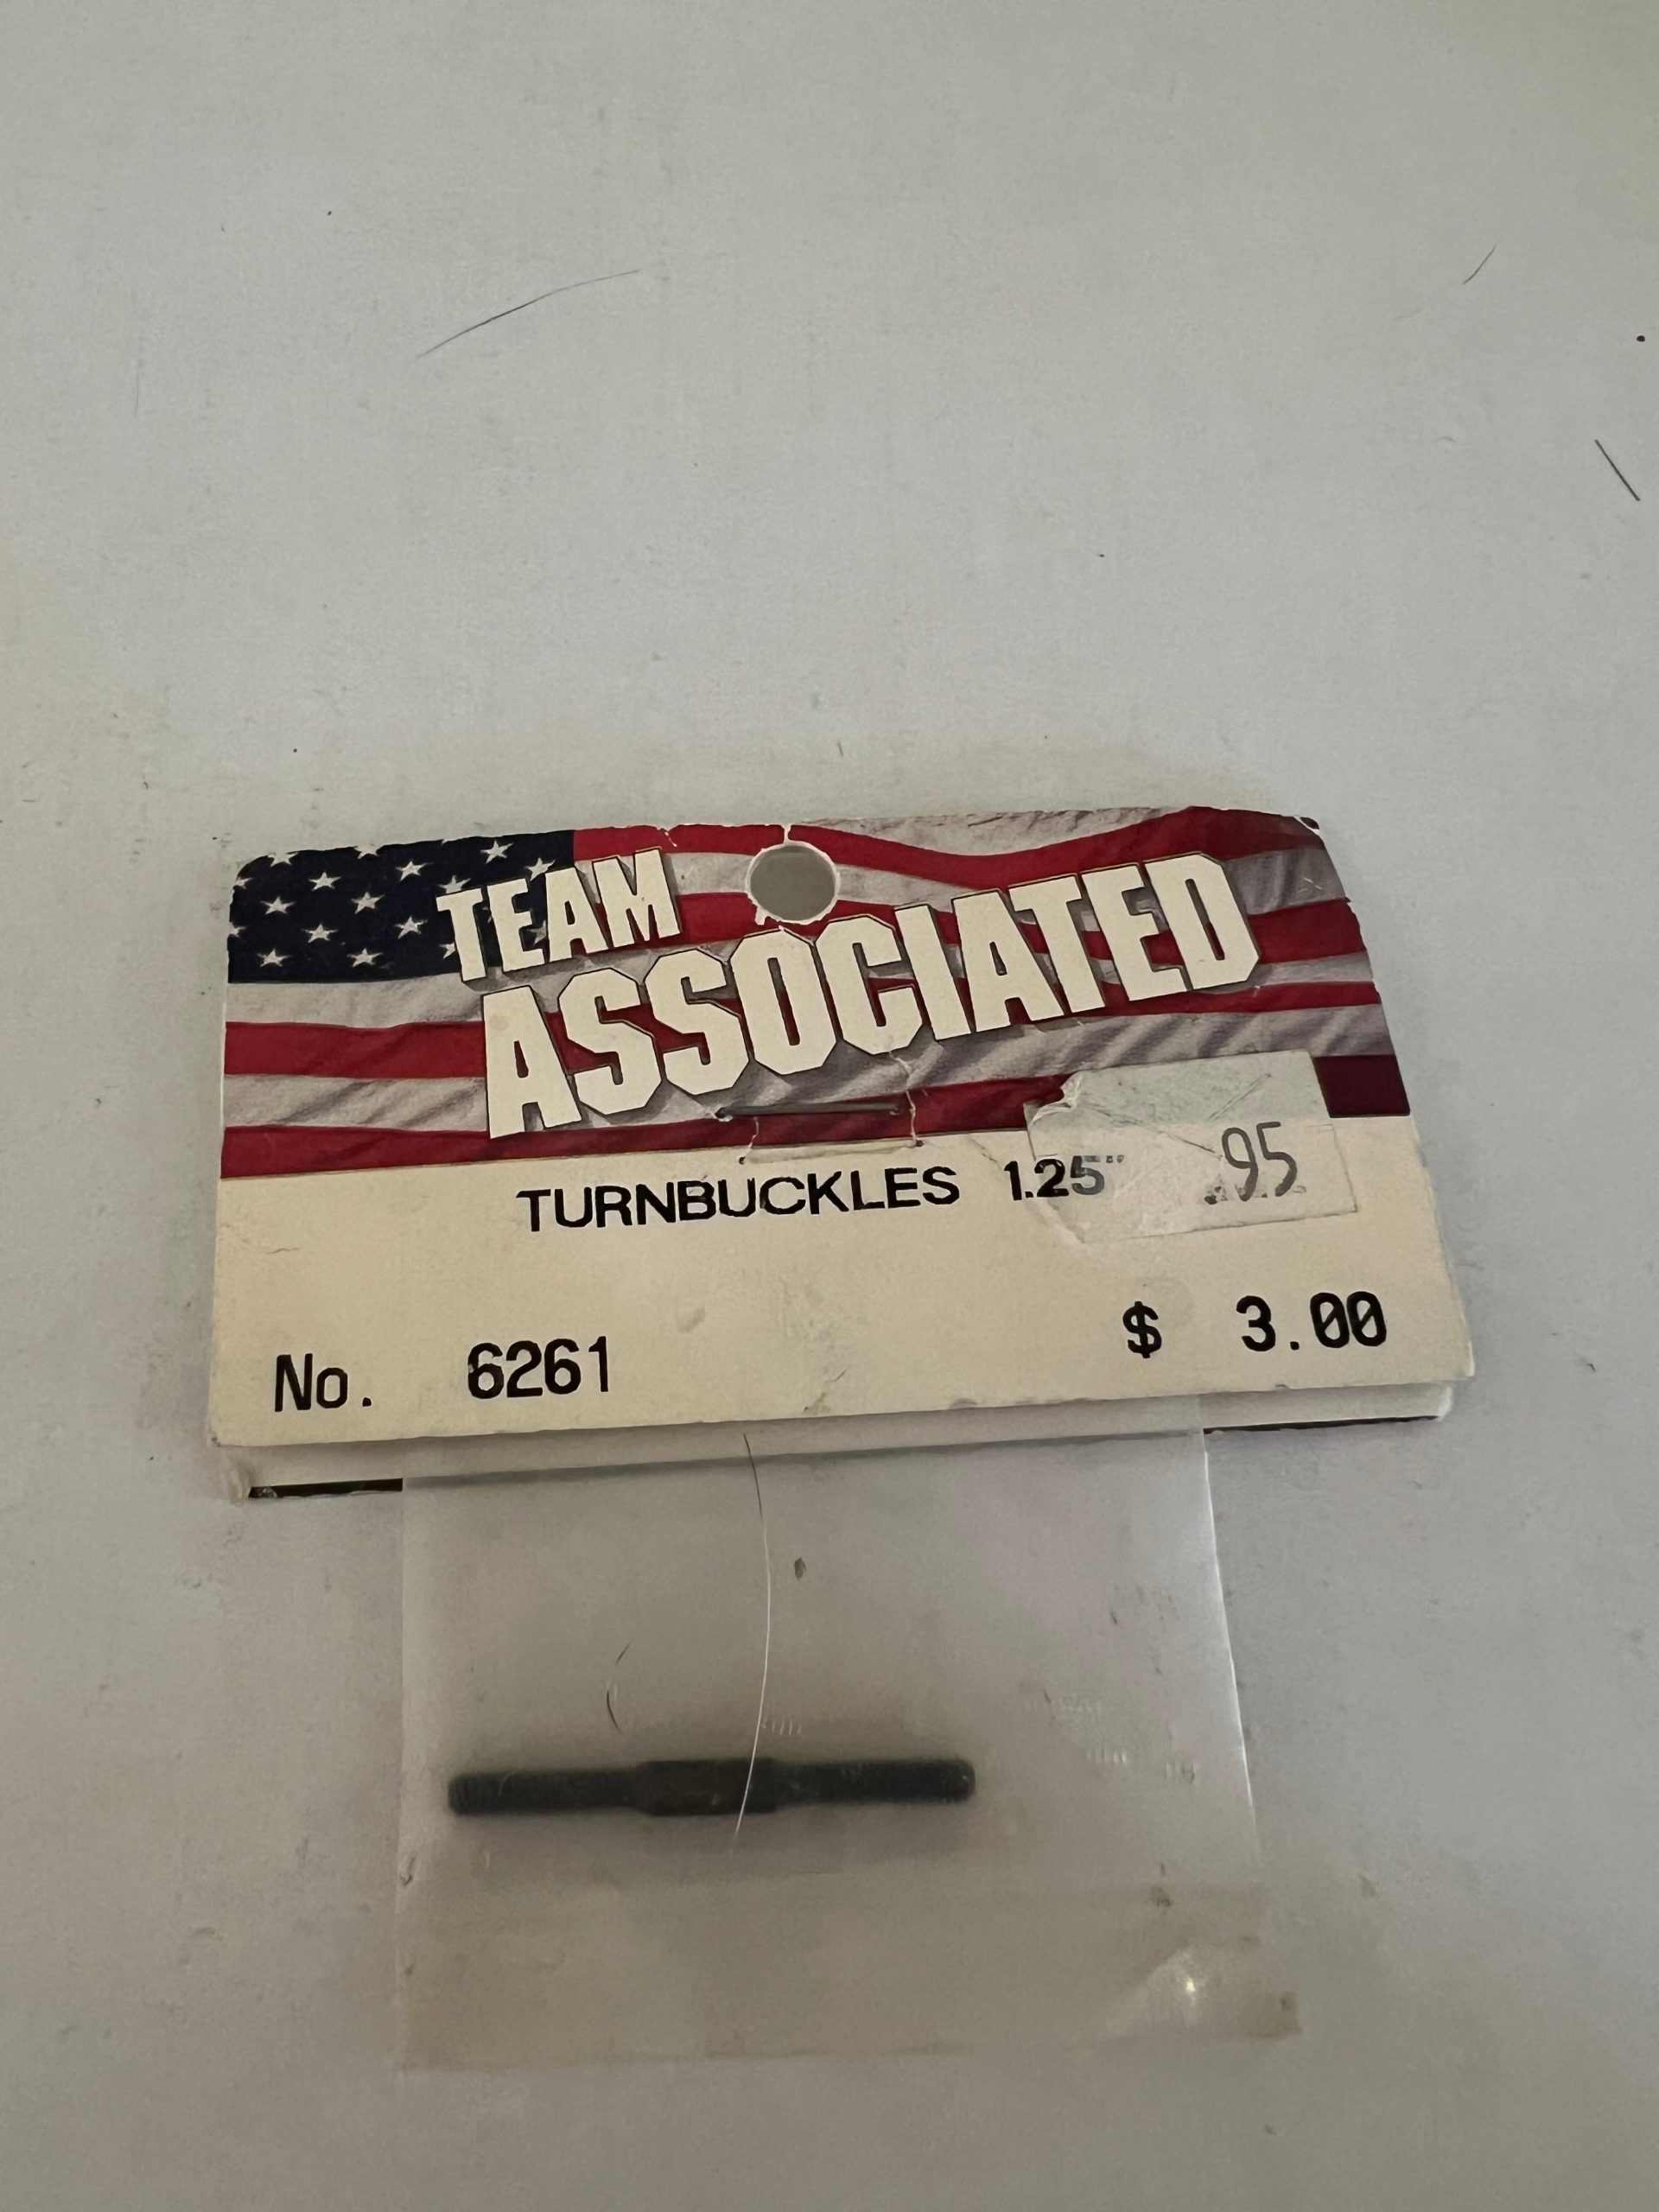 TEAM
ASSOCIATED
TURNBUCKLES 1.25"
.95
No. 6261
$ 3.00